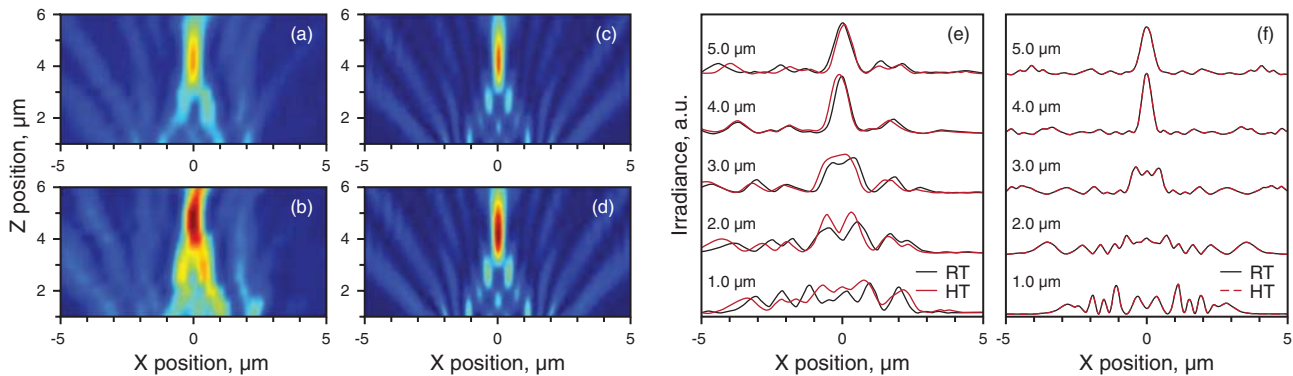 (a)
(c)
(b)
(d)
Z position, µm
6
4
2
-5
0
5
-5
0
5
6
4
2
6
4
2
-5
0
5
-5
0
5
X position, µm
X position, µm
(e)
5.0 µm
4.0 µm
3.0 µm
2.0 µm
1.0 µm
RT
HT
Irradiance, a.u.
-5
0
5
X position, µm
(f)
5.0 µm
4.0 µm
3.0 µm
2.0 µm
1.0 µm
RT
HT
-5
0
5
X position, µm